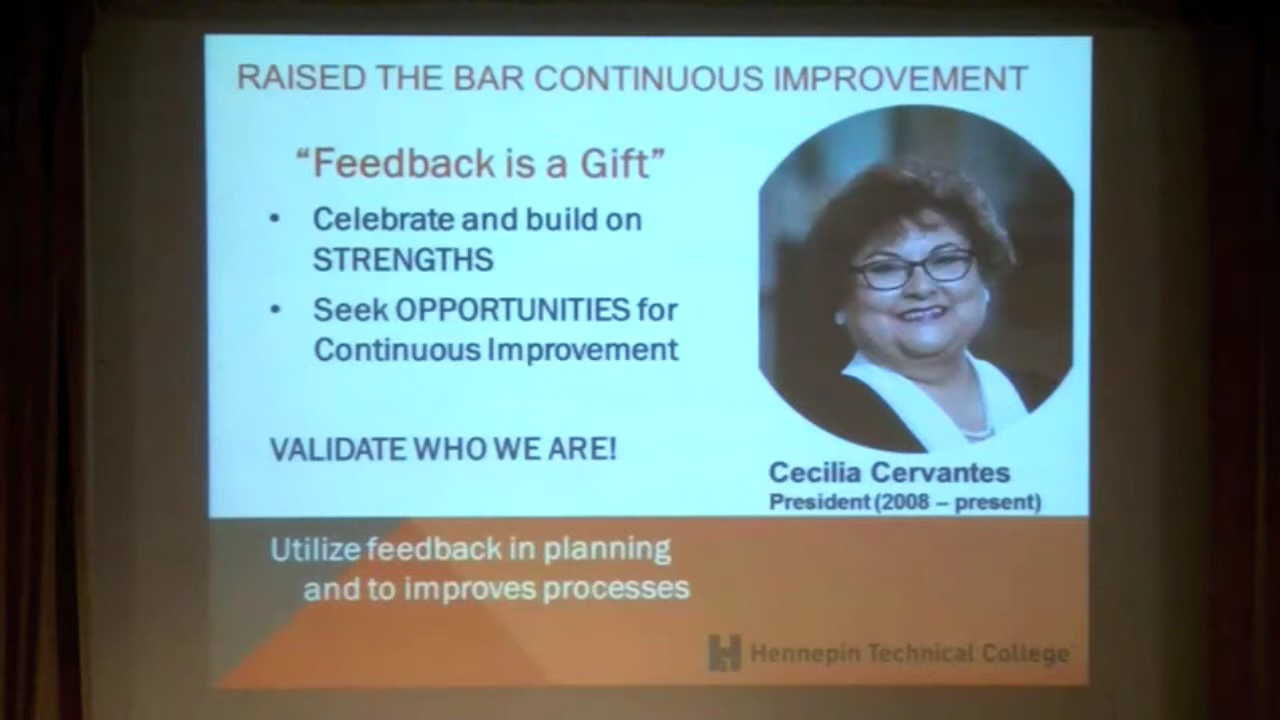 RAISED THE BAR CONTINUOUS IMPROVEMENT
“Feedback is a Gift”
• Celebrate and build on
STRENGTHS
• Seek OPPORTUNITIES for
Continuous Improvement
VALIDATE WHO WE ARE!
Cecilia Cervantes
President (2008 – present)
Utilize feedback in planning
and to improves processes
Hennepin Technical College